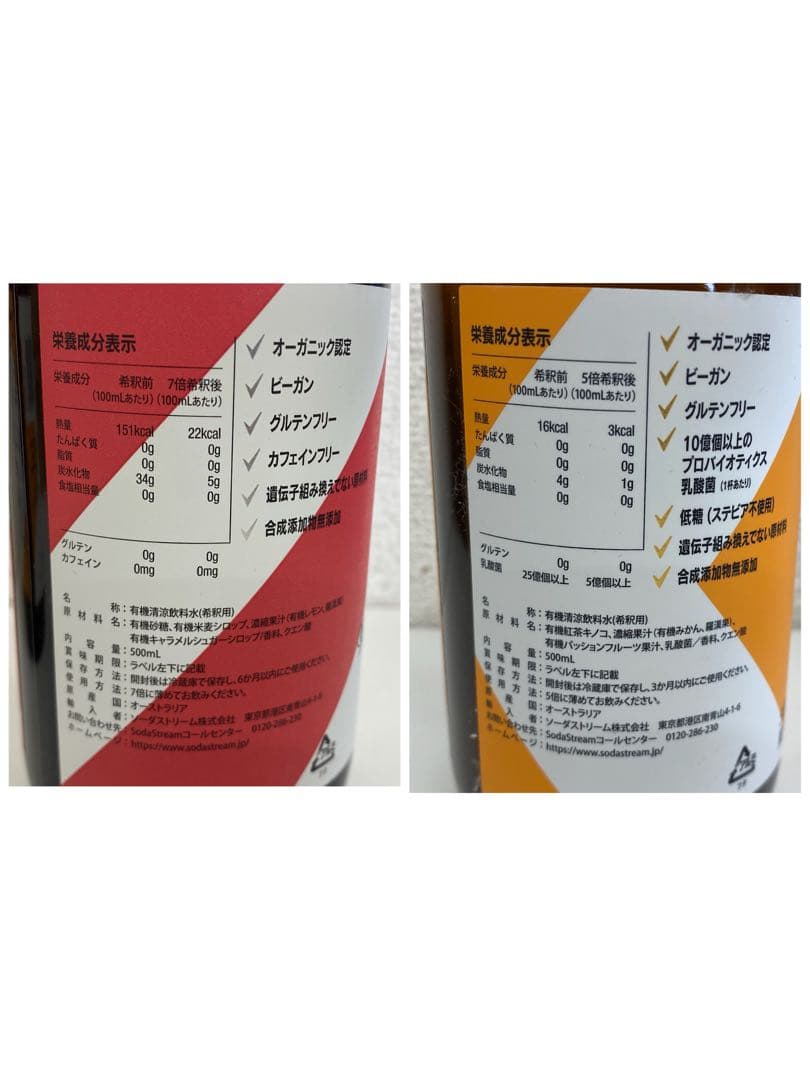 栄養成分表示
栄養成分 希釈前 7倍希釈後
(100mLあたり) (100mLあたり)
熱量 151kcal 22kcal
たんぱく質 0g 0g
脂質 0g 0g
炭水化物 34g 5g
食塩相当量 0g 0g
グルテン 0g 0g
カフェイン 0mg 0mg
オーガニック認定
ビーガン
グルテンフリー
カフェインフリー
遺伝子組み換えでない原材料
合成添加物無添加
名称:有機清涼飲料水(希釈用)
原材料名:有機砂糖、有機米麦シロップ、濃縮果汁(有機レモン、羅漢果)
有機キャラメルシュガーシロップ/香料、クエン酸
内容量:500mL
賞味期限:ラベル左下に記載
保存方法:開封後は冷蔵庫で保存し、6か月以内にご使用ください。
使用方法:7倍に薄めてお飲みください。
原産国:オーストラリア
輸入者:ソーダストリーム株式会社 東京都港区南青山4-1-6
お問い合わせ先:SodaStreamコールセンター 0120-286-230
ホームページ:https://www.sodastream.jp/
栄養成分表示
栄養成分 希釈前 5倍希釈後
(100mLあたり) (100mLあたり)
熱量 16kcal 3kcal
たんぱく質 0g 0g
脂質 0g 0g
炭水化物 4g 1g
食塩相当量 0g 0g
グルテン 0g 0g
乳酸菌 25億個以上 5億個以上
オーガニック認定
ビーガン
グルテンフリー
10億個以上の
プロバイオティクス
乳酸菌 (1杯あたり)
低糖 (ステビア不使用)
遺伝子組み換えでない原材料
合成添加物無添加
名称:有機清涼飲料水(希釈用)
原材料名:有機紅茶キノコ、濃縮果汁(有機みかん、羅漢果)、
有機パッションフルーツ果汁、乳酸菌/香料、クエン酸
内容量:500mL
賞味期限:ラベル左下に記載
保存方法:開封後は冷蔵庫で保存し、3か月以内にご使用ください。
使用方法:5倍に薄めてお飲みください。
原産国:オーストラリア
輸入者:ソーダストリーム株式会社 東京都港区南青山4-1-6
お問い合わせ先:SodaStreamコールセンター 0120-286-230
ホームページ:https://www.sodastream.jp/